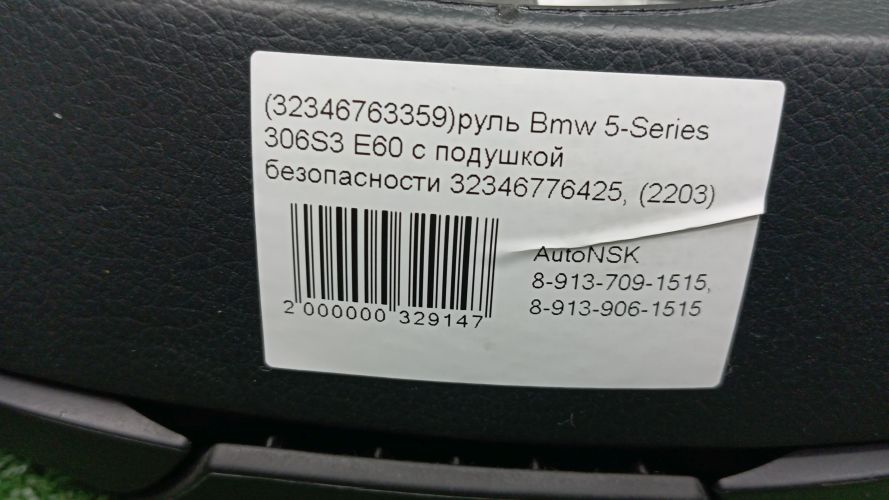 (32346763359)руль Bmw 5-Series
306S3 E60 с подушкой
безопасности 32346776425, (2203)
AutoNSK
8-913-709-1515,
8-913-906-1515
2 000000 329147